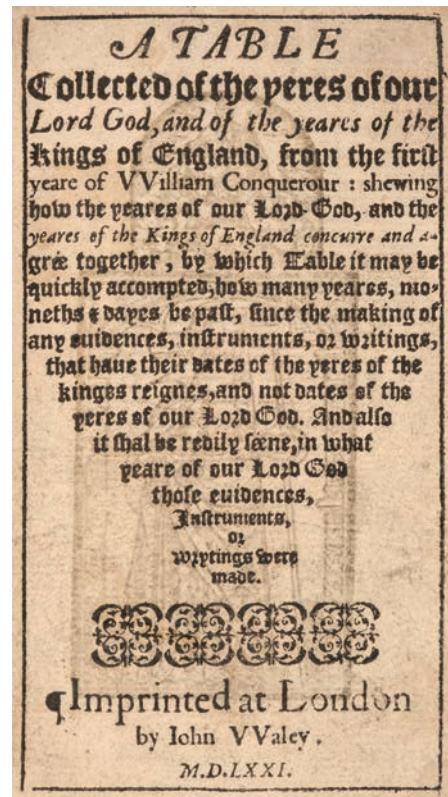 A TABLE
Collected of the yeres of our
Lord God, and of the yeares of the
Kings of England, from the first
yeare of VVilliam Conquerour : shewing
how the yeares of our Lord God, and the
yeares of the Kings of England concurre and a-
grée together, by which Table it may be
quickly accompted, how many yeares, mo-
neths & dayes be past, since the making of
any euidences, instruments, or writings,
that haue their dates of the yeres of the
kinges reignes, and not dates of the
yeres of our Lord God. And also
it shal be redily séene, in what
yeare of our Lord God
those euidences,
Instruments,
or
wrytings were
made.
¶Imprinted at London
by Iohn VValey.
M.D.LXXI.